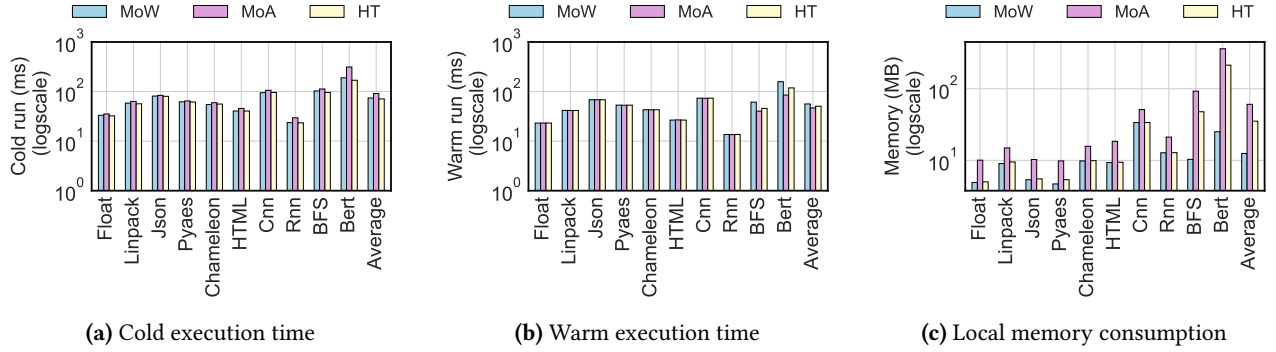 MoW MoA HT
Cold run (ms)
(logscale)
10^3
10^2
10^1
10^0
Float
Linpack
Json
Pyaes
Chameleon
HTML
Cnn
Rnn
BFS
Bert
Average
(a) Cold execution time
MoW MoA HT
Warm run (ms)
(logscale)
10^3
10^2
10^1
10^0
Float
Linpack
Json
Pyaes
Chameleon
HTML
Cnn
Rnn
BFS
Bert
Average
(b) Warm execution time
MoW MoA HT
Memory (MB)
(logscale)
10^2
10^1
Float
Linpack
Json
Pyaes
Chameleon
HTML
Cnn
Rnn
BFS
Bert
Average
(c) Local memory consumption